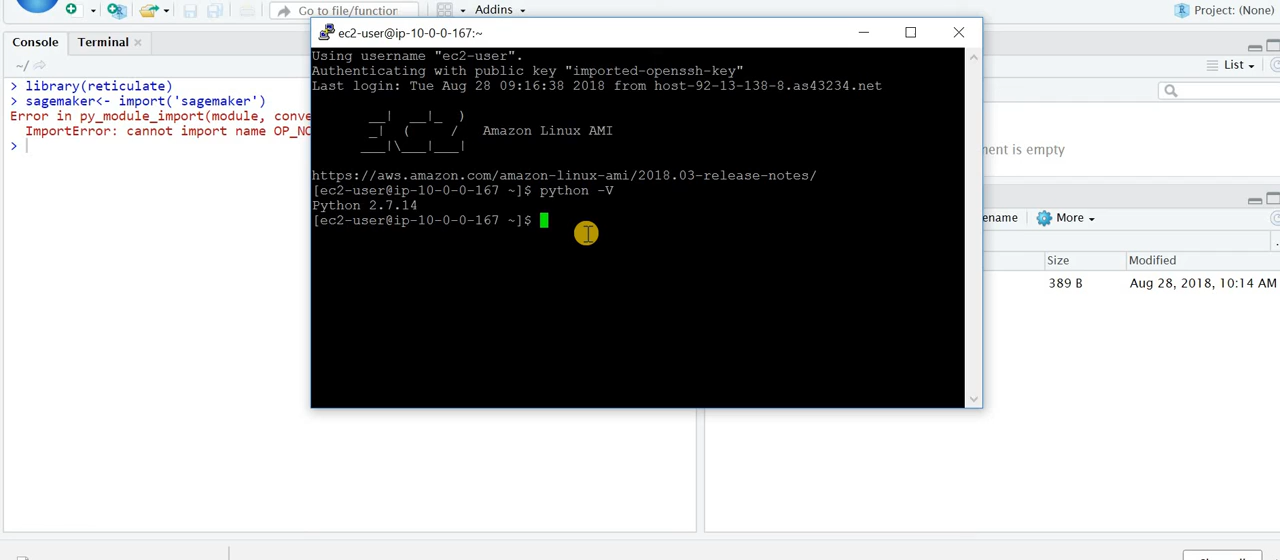 Go to file/function
Addins
Project: (None)
Console
Terminal
~/
> library(reticulate)
> sagemaker<- import('sagemaker')
Error in py_module_import(module, conve
ImportError: cannot import name OP_NO
>
ec2-user@ip-10-0-0-167:~
Using username "ec2-user".
Authenticating with public key "imported-openssh-key"
Last login: Tue Aug 28 09:16:38 2018 from host-92-13-138-8.as43234.net
__| __|_ )
_| ( / Amazon Linux AMI
___|\___|___|
https://aws.amazon.com/amazon-linux-ami/2018.03-release-notes/
[ec2-user@ip-10-0-0-167 ~]$ python -V
Python 2.7.14
[ec2-user@ip-10-0-0-167 ~]$
List
ment is empty
ename
More
Size
Modified
389 B
Aug 28, 2018, 10:14 AM